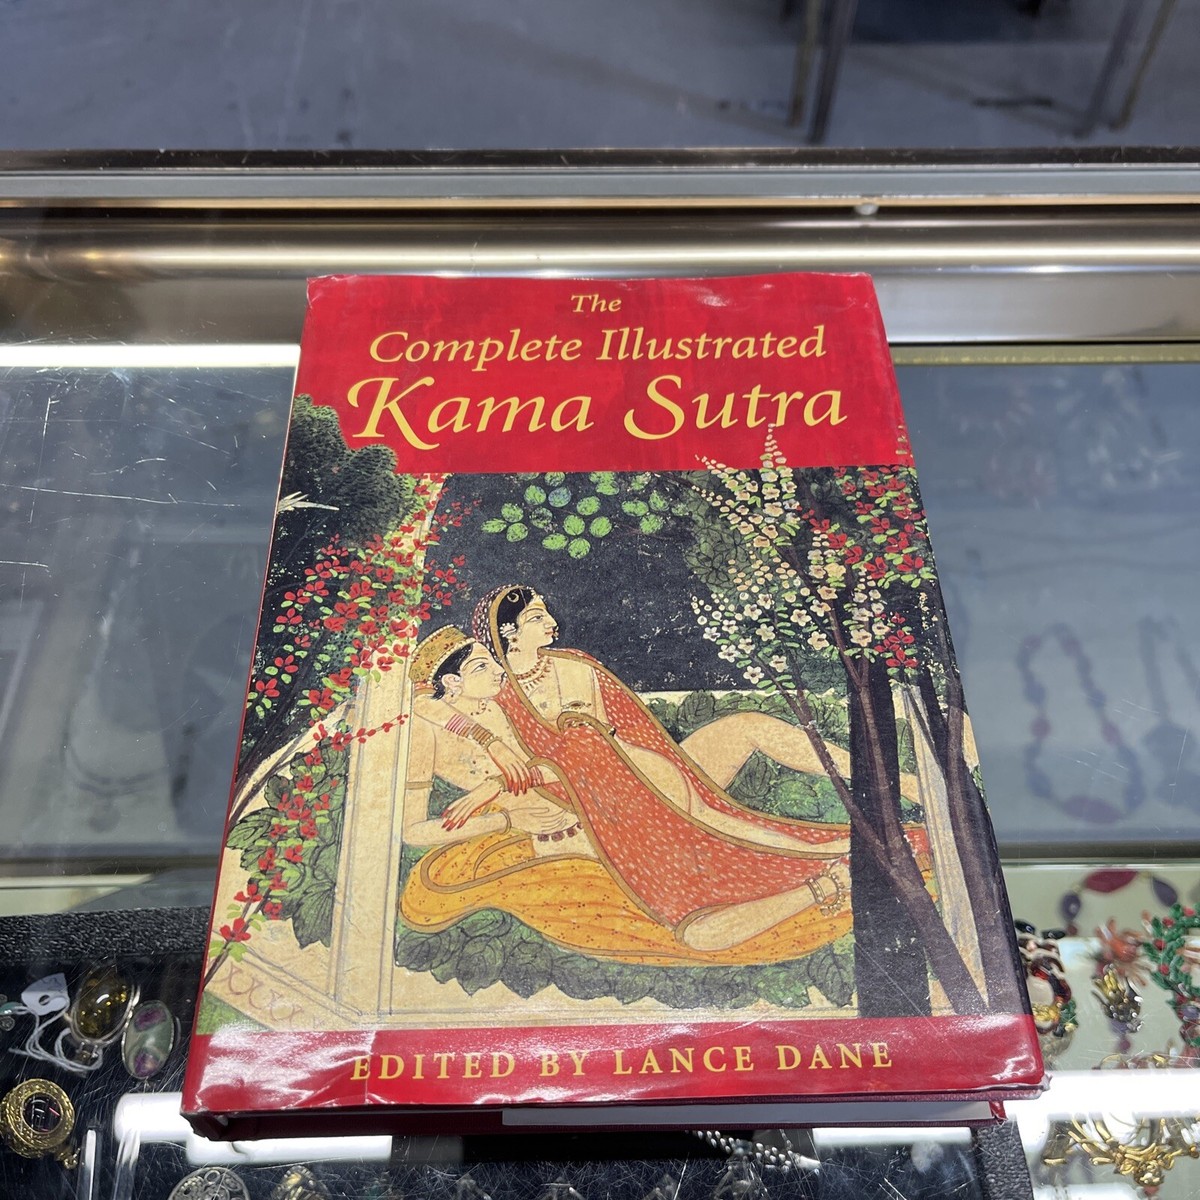 The
Complete Illustrated
Kama Sutra
EDITED BY LANCE DANE